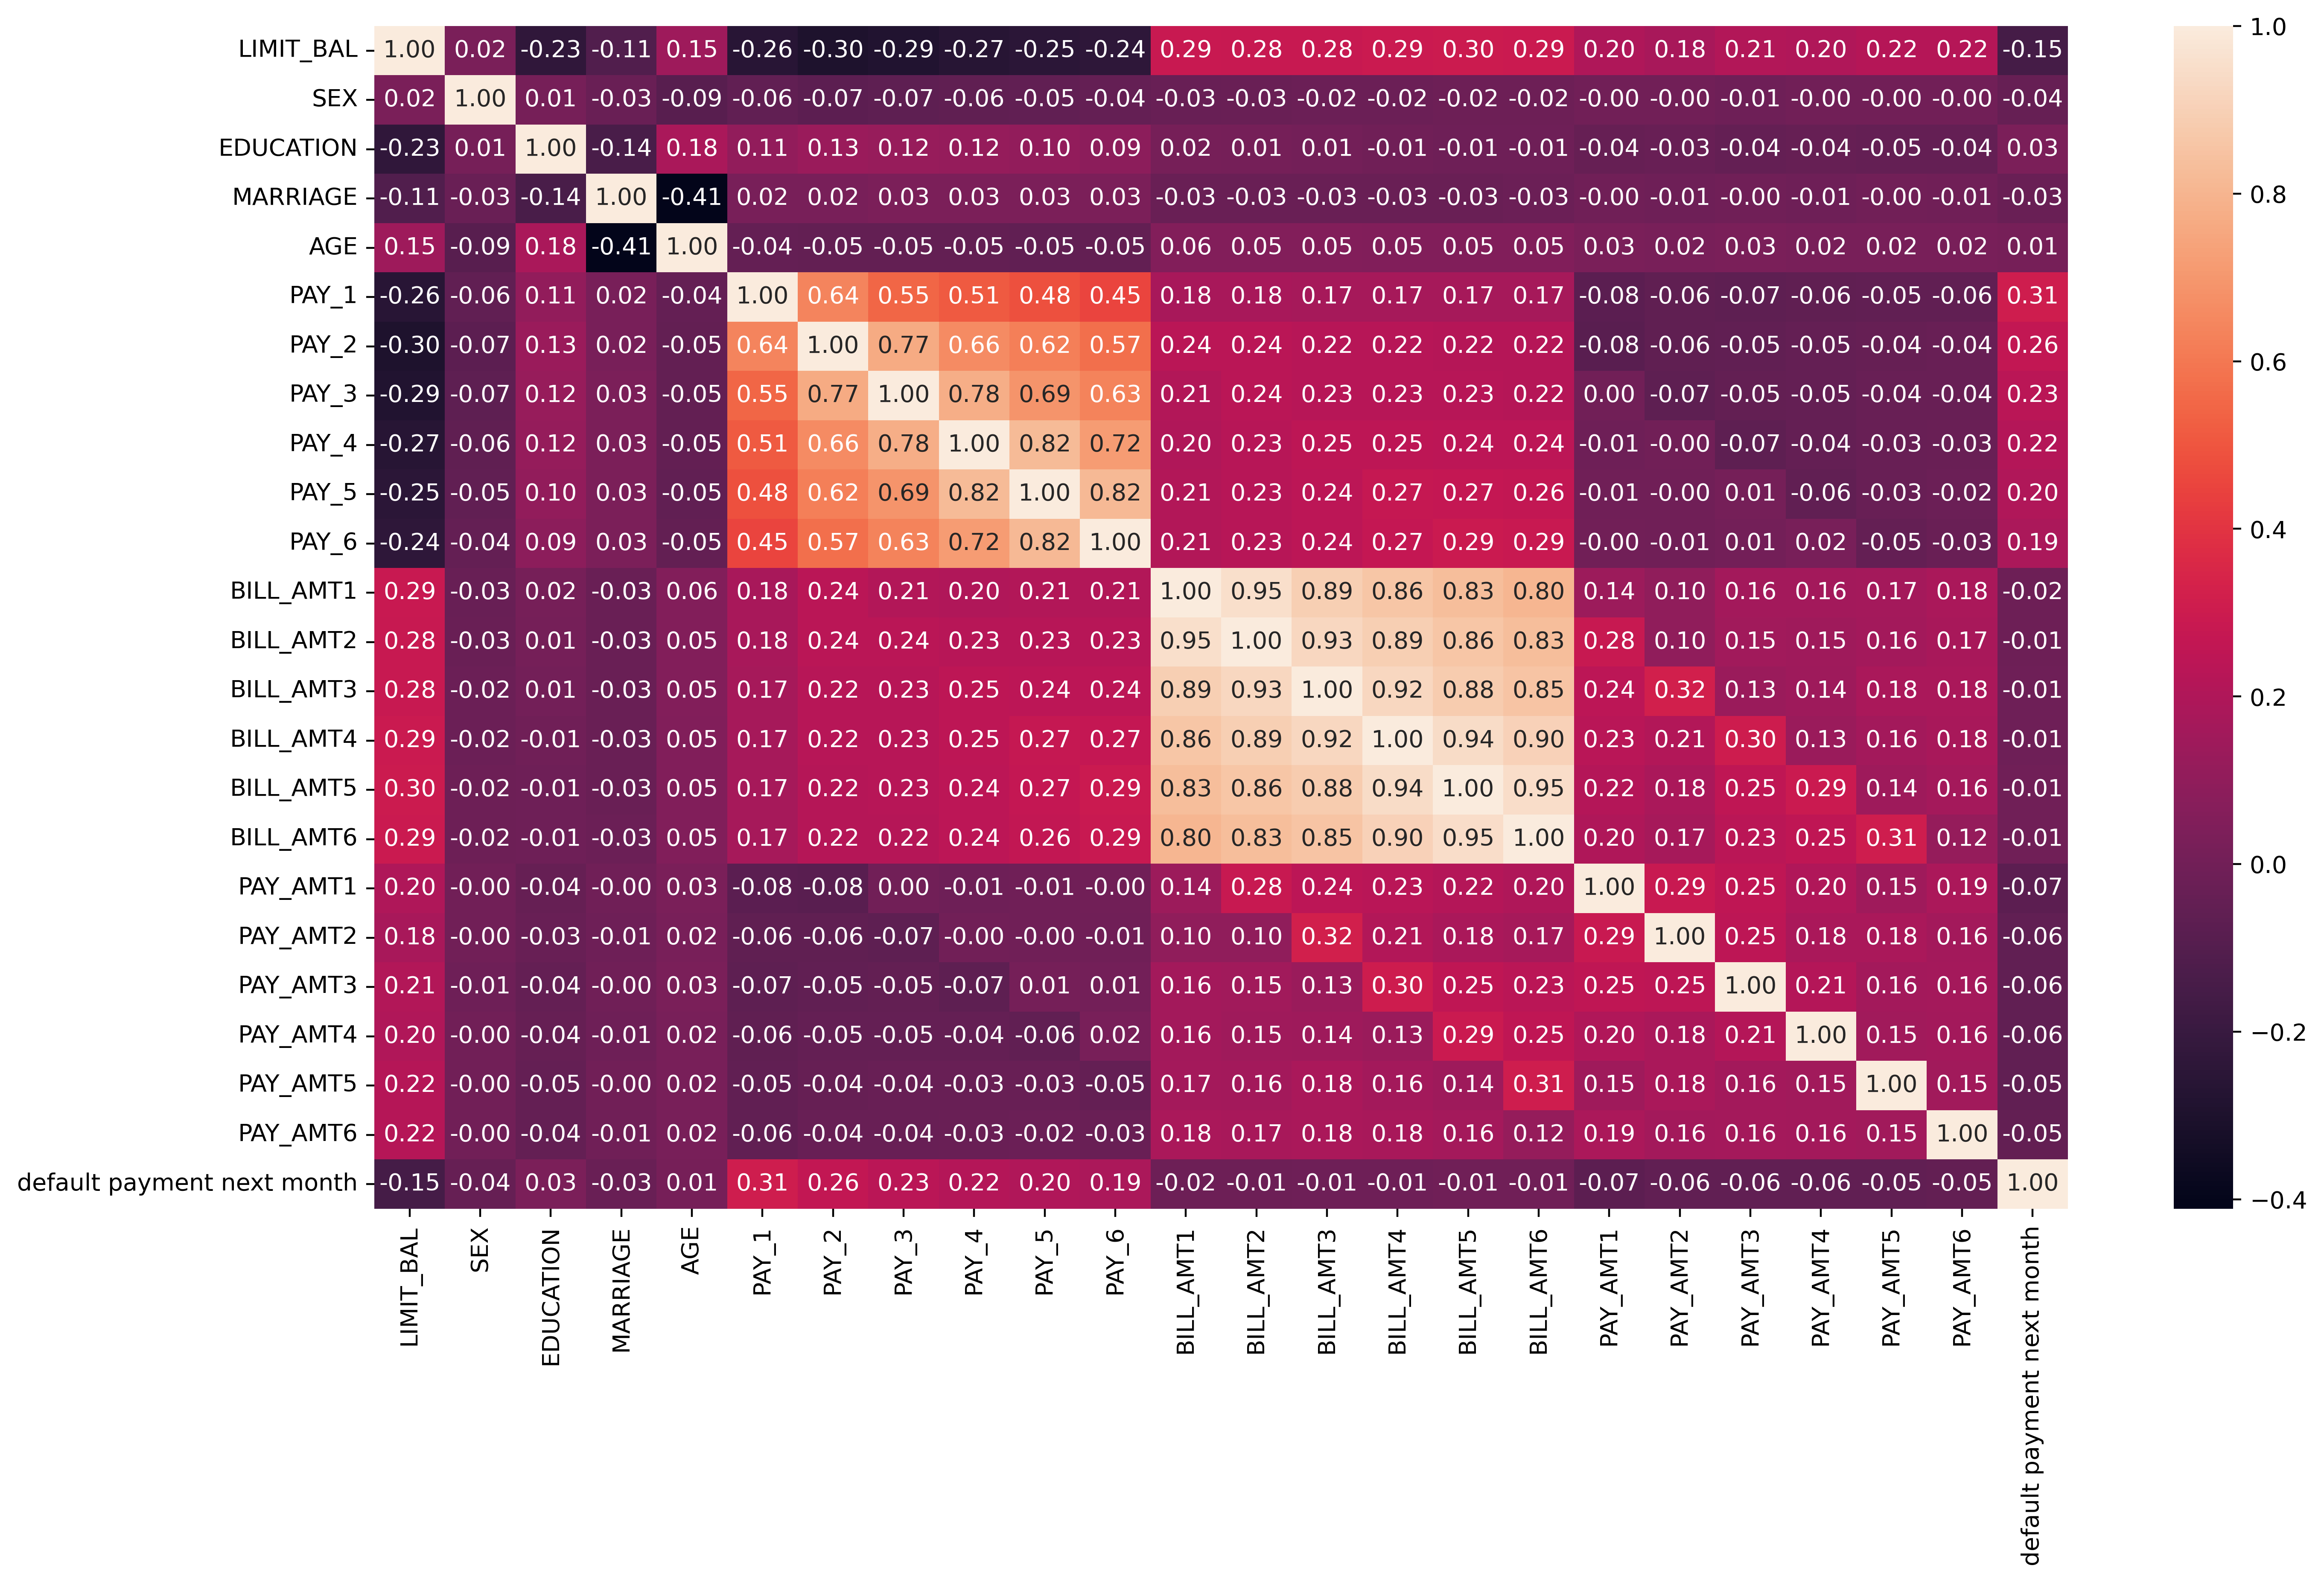 LIMIT_BAL 1.00 0.02 -0.23 -0.11 0.15 -0.26 -0.30 -0.29 -0.27 -0.25 -0.24 0.29 0.28 0.28 0.29 0.30 0.29 0.20 0.18 0.21 0.20 0.22 0.22 -0.15
SEX 0.02 1.00 0.01 -0.03 -0.09 -0.06 -0.07 -0.07 -0.06 -0.05 -0.04 -0.03 -0.03 -0.02 -0.02 -0.02 -0.02 -0.00 -0.00 -0.01 -0.00 -0.00 -0.00 -0.04
EDUCATION -0.23 0.01 1.00 -0.14 0.18 0.11 0.13 0.12 0.12 0.10 0.09 0.02 0.01 0.01 -0.01 -0.01 -0.01 -0.04 -0.03 -0.04 -0.04 -0.05 -0.04 0.03
MARRIAGE -0.11 -0.03 -0.14 1.00 -0.41 0.02 0.02 0.03 0.03 0.03 0.03 -0.03 -0.03 -0.03 -0.03 -0.03 -0.03 -0.00 -0.01 -0.00 -0.01 -0.00 -0.01 -0.03
AGE 0.15 -0.09 0.18 -0.41 1.00 -0.04 -0.05 -0.05 -0.05 -0.05 -0.05 0.06 0.05 0.05 0.05 0.05 0.05 0.03 0.02 0.03 0.02 0.02 0.02 0.01
PAY_1 -0.26 -0.06 0.11 0.02 -0.04 1.00 0.64 0.55 0.51 0.48 0.45 0.18 0.18 0.17 0.17 0.17 0.17 -0.08 -0.06 -0.07 -0.06 -0.05 -0.06 0.31
PAY_2 -0.30 -0.07 0.13 0.02 -0.05 0.64 1.00 0.77 0.66 0.62 0.57 0.24 0.24 0.22 0.22 0.22 0.22 -0.08 -0.06 -0.05 -0.05 -0.04 -0.04 0.26
PAY_3 -0.29 -0.07 0.12 0.03 -0.05 0.55 0.77 1.00 0.78 0.69 0.63 0.21 0.24 0.23 0.23 0.23 0.22 0.00 -0.07 -0.05 -0.05 -0.04 -0.04 0.23
PAY_4 -0.27 -0.06 0.12 0.03 -0.05 0.51 0.66 0.78 1.00 0.82 0.72 0.20 0.23 0.25 0.25 0.24 0.24 -0.01 -0.00 -0.07 -0.04 -0.03 -0.03 0.22
PAY_5 -0.25 -0.05 0.10 0.03 -0.05 0.48 0.62 0.69 0.82 1.00 0.82 0.21 0.23 0.24 0.27 0.27 0.26 -0.01 -0.00 0.01 -0.06 -0.03 -0.02 0.20
PAY_6 -0.24 -0.04 0.09 0.03 -0.05 0.45 0.57 0.63 0.72 0.82 1.00 0.21 0.23 0.24 0.27 0.29 0.29 -0.00 -0.01 0.01 0.02 -0.05 -0.03 0.19
BILL_AMT1 0.29 -0.03 0.02 -0.03 0.06 0.18 0.24 0.21 0.20 0.21 0.21 1.00 0.95 0.89 0.86 0.83 0.80 0.14 0.10 0.16 0.16 0.17 0.18 -0.02
BILL_AMT2 0.28 -0.03 0.01 -0.03 0.05 0.18 0.24 0.24 0.23 0.23 0.23 0.95 1.00 0.93 0.89 0.86 0.83 0.28 0.10 0.15 0.15 0.16 0.17 -0.01
BILL_AMT3 0.28 -0.02 0.01 -0.03 0.05 0.17 0.22 0.23 0.25 0.24 0.24 0.89 0.93 1.00 0.92 0.88 0.85 0.24 0.32 0.13 0.14 0.18 0.18 -0.01
BILL_AMT4 0.29 -0.02 -0.01 -0.03 0.05 0.17 0.22 0.23 0.25 0.27 0.27 0.86 0.89 0.92 1.00 0.94 0.90 0.23 0.21 0.30 0.13 0.16 0.18 -0.01
BILL_AMT5 0.30 -0.02 -0.01 -0.03 0.05 0.17 0.22 0.23 0.24 0.27 0.29 0.83 0.86 0.88 0.94 1.00 0.95 0.22 0.18 0.25 0.29 0.14 0.16 -0.01
BILL_AMT6 0.29 -0.02 -0.01 -0.03 0.05 0.17 0.22 0.22 0.24 0.26 0.29 0.80 0.83 0.85 0.90 0.95 1.00 0.20 0.17 0.23 0.25 0.31 0.12 -0.01
PAY_AMT1 0.20 -0.00 -0.04 -0.00 0.03 -0.08 -0.08 0.00 -0.01 -0.01 -0.00 0.14 0.28 0.24 0.23 0.22 0.20 1.00 0.29 0.25 0.20 0.15 0.19 -0.07
PAY_AMT2 0.18 -0.00 -0.03 -0.01 0.02 -0.06 -0.06 -0.07 -0.00 -0.00 -0.01 0.10 0.10 0.32 0.21 0.18 0.17 0.29 1.00 0.25 0.18 0.18 0.16 -0.06
PAY_AMT3 0.21 -0.01 -0.04 -0.00 0.03 -0.07 -0.05 -0.05 -0.07 0.01 0.01 0.16 0.15 0.13 0.30 0.25 0.23 0.25 0.25 1.00 0.21 0.16 0.16 -0.06
PAY_AMT4 0.20 -0.00 -0.04 -0.01 0.02 -0.06 -0.05 -0.05 -0.04 -0.06 0.02 0.16 0.15 0.14 0.13 0.29 0.25 0.20 0.18 0.21 1.00 0.15 0.16 -0.06
PAY_AMT5 0.22 -0.00 -0.05 -0.00 0.02 -0.05 -0.04 -0.04 -0.03 -0.03 -0.05 0.17 0.16 0.18 0.16 0.14 0.31 0.15 0.18 0.16 0.15 1.00 0.15 -0.05
PAY_AMT6 0.22 -0.00 -0.04 -0.01 0.02 -0.06 -0.04 -0.04 -0.03 -0.02 -0.03 0.18 0.17 0.18 0.18 0.16 0.12 0.19 0.16 0.16 0.16 0.15 1.00 -0.05
default payment next month -0.15 -0.04 0.03 -0.03 0.01 0.31 0.26 0.23 0.22 0.20 0.19 -0.02 -0.01 -0.01 -0.01 -0.01 -0.01 -0.07 -0.06 -0.06 -0.06 -0.05 -0.05 1.00
LIMIT_BAL
SEX
EDUCATION
MARRIAGE
AGE
PAY_1
PAY_2
PAY_3
PAY_4
PAY_5
PAY_6
BILL_AMT1
BILL_AMT2
BILL_AMT3
BILL_AMT4
BILL_AMT5
BILL_AMT6
PAY_AMT1
PAY_AMT2
PAY_AMT3
PAY_AMT4
PAY_AMT5
PAY_AMT6
default payment next month
1.0
0.8
0.6
0.4
0.2
0.0
−0.2
−0.4